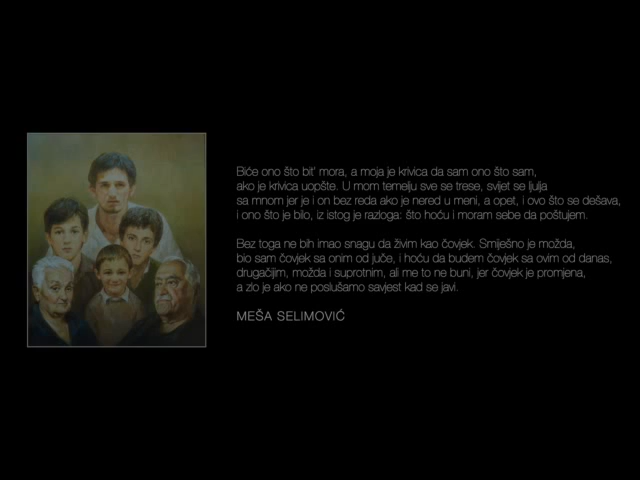 Biće ono što bit' mora, a moja je krivica da sam ono što sam,
ako je krivica uopšte. U mom temelju sve se trese, svijet se ljulja
sa mnom jer je i on bez reda ako je nered u meni, a opet, i ovo što se dešava,
i ono što je bilo, iz istog je razloga: što hoću i moram sebe da poštujem.
Bez toga ne bih imao snagu da živim kao čovjek. Smiješno je možda,
bio sam čovjek sa onim od juče, i hoću da budem čovjek sa ovim od danas,
drugačijim, možda i suprotnim, ali me to ne buni, jer čovjek je promjena,
a zlo je ako ne poslušamo savjest kad se javi.
MEŠA SELIMOVIĆ